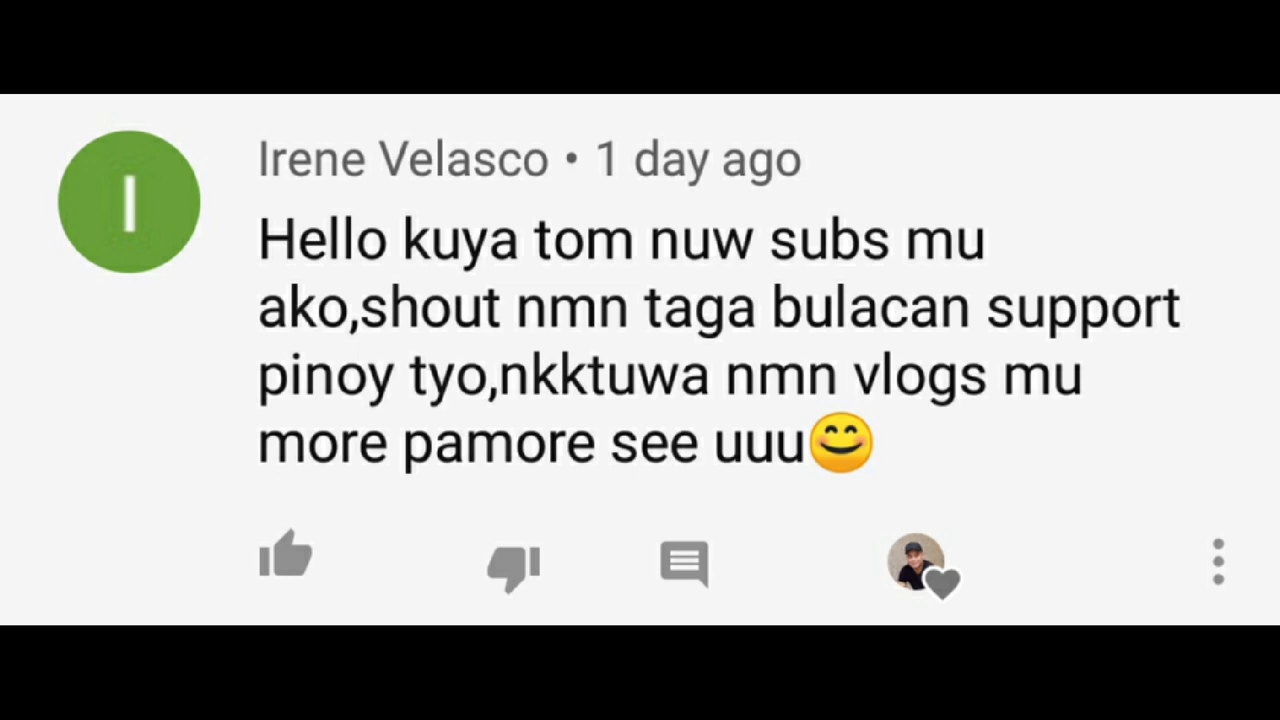 I
Irene Velasco • 1 day ago
Hello kuya tom nuw subs mu
ako,shout nmn taga bulacan support
pinoy tyo,nkktuwa nmn vlogs mu
more pamore see uuu😊